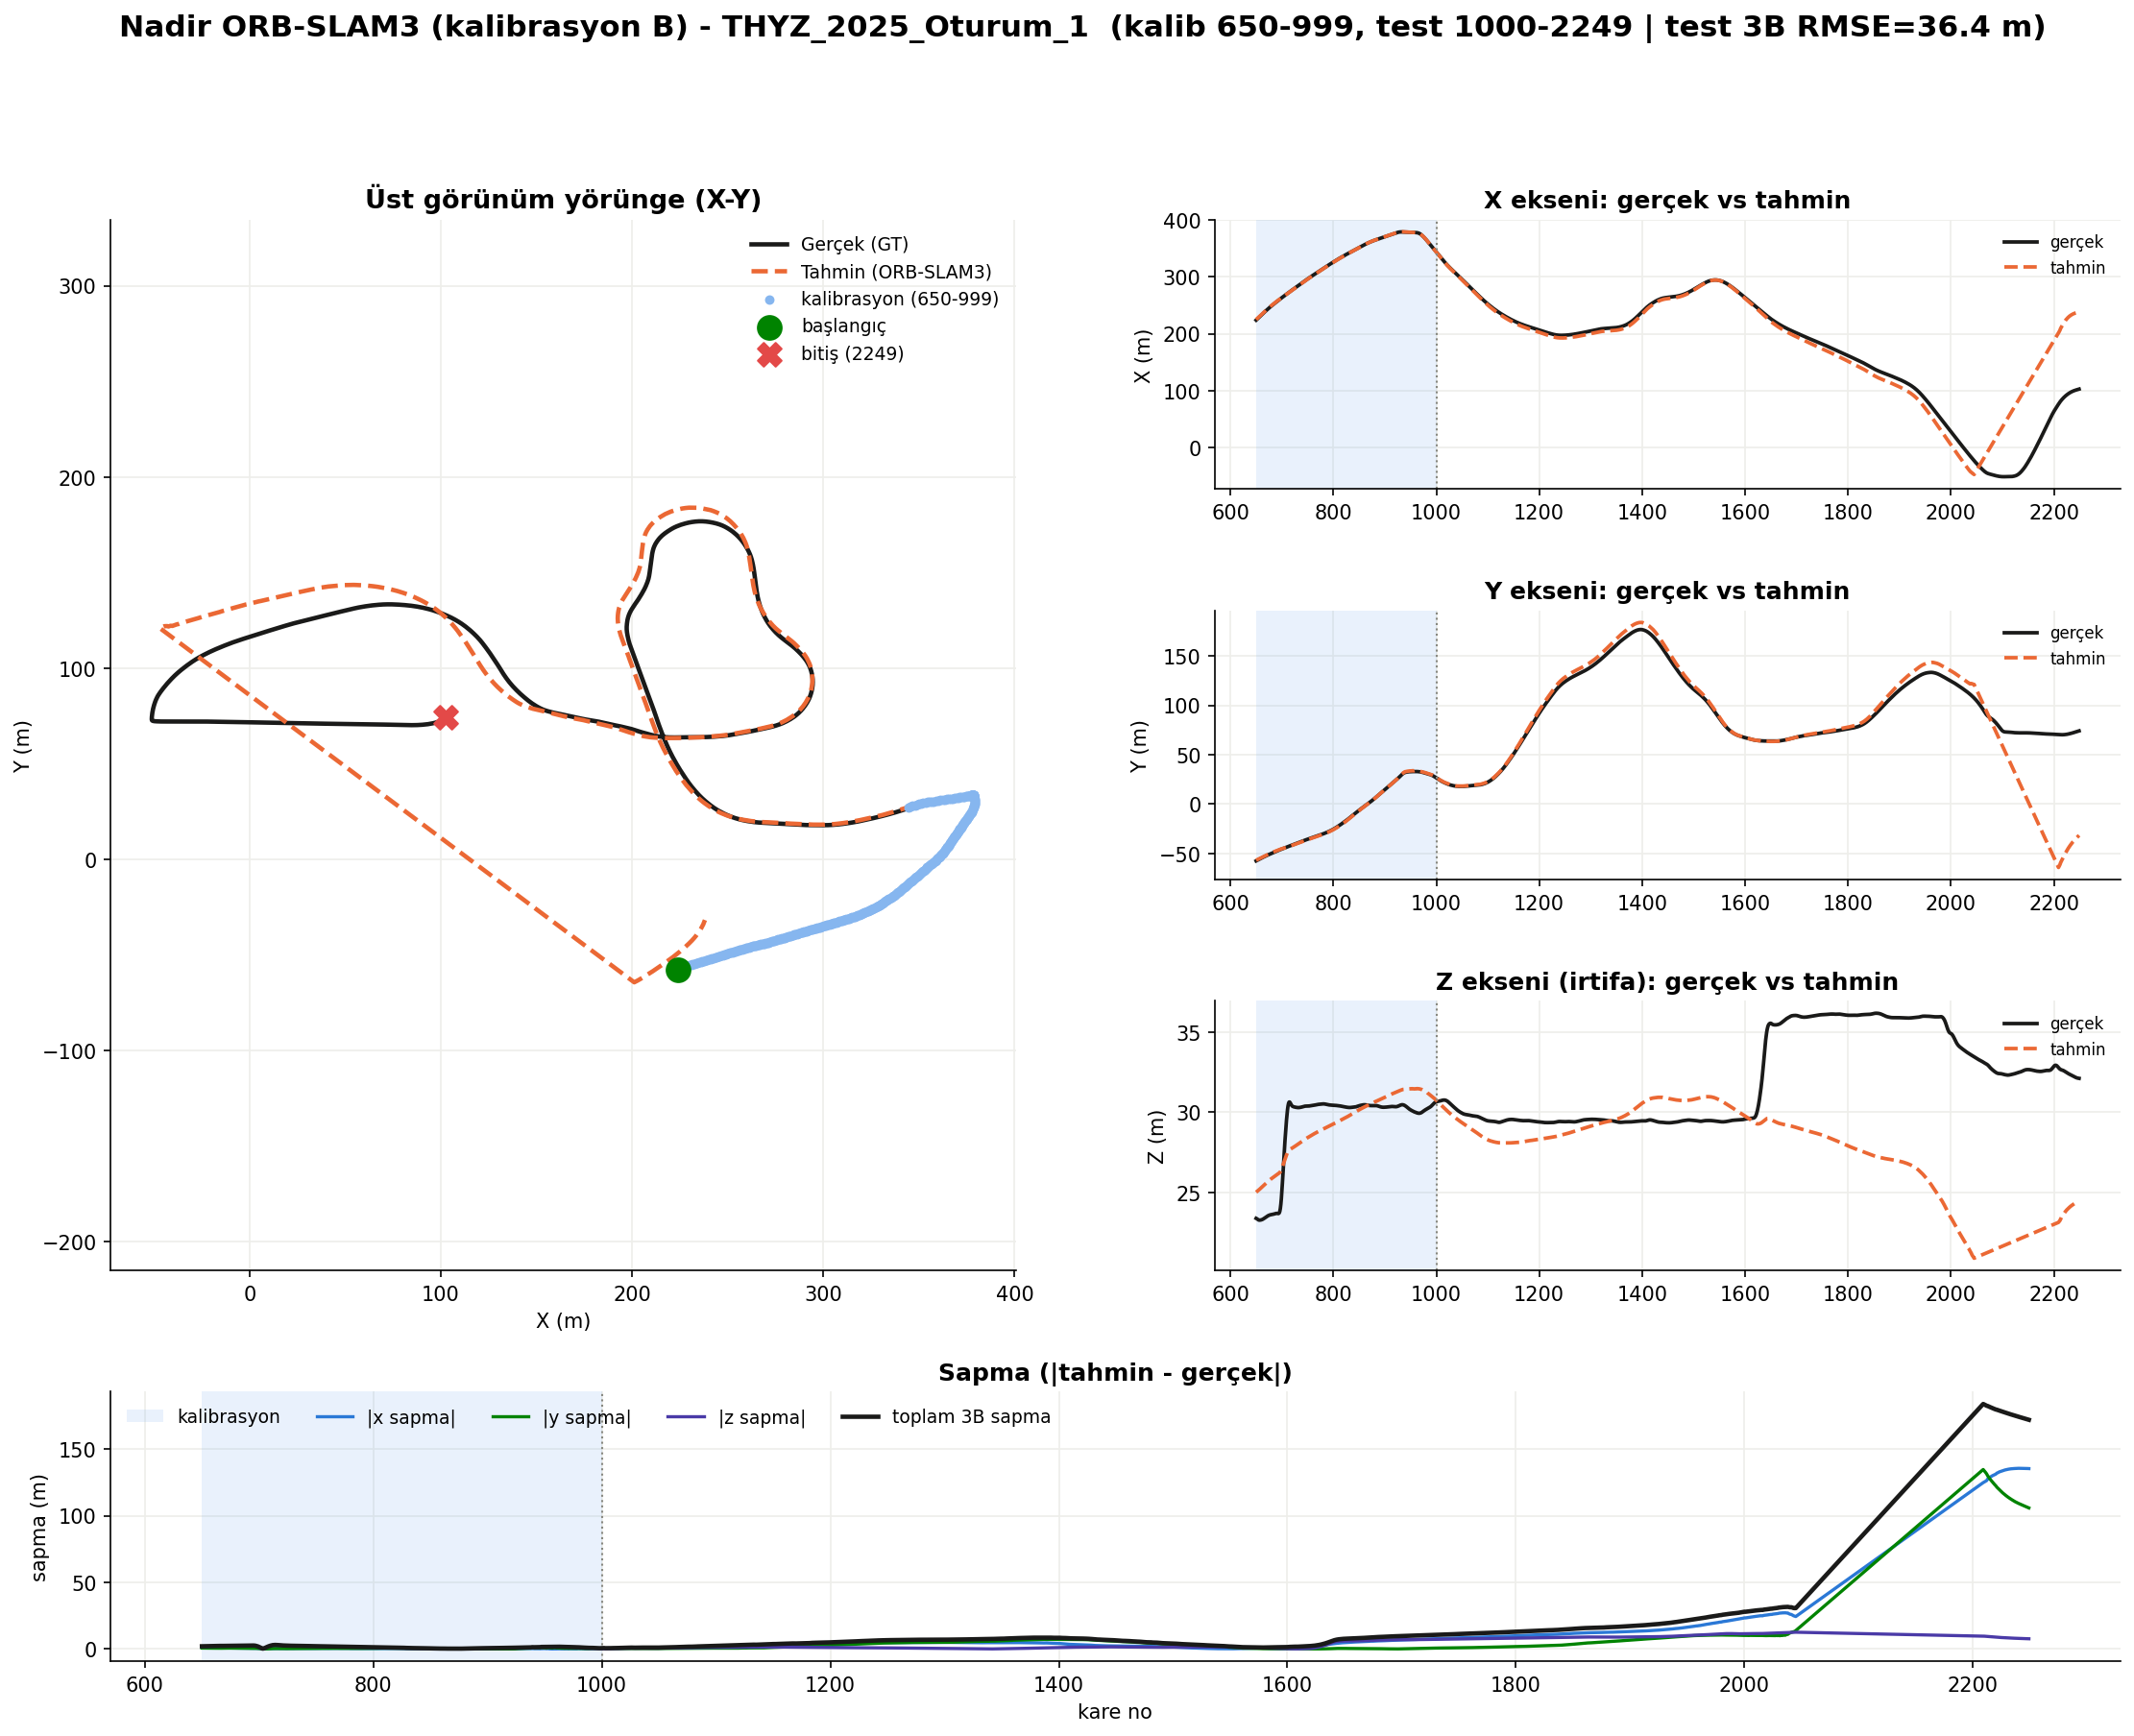 Nadir ORB-SLAM3 (kalibrasyon B) - THYZ_2025_Oturum_1 (kalib 650-999, test 1000-2249 | test 3B RMSE=36.4 m)
Üst görünüm yörünge (X-Y)
Gerçek (GT)
Tahmin (ORB-SLAM3)
kalibrasyon (650-999)
başlangıç
bitiş (2249)
300
200
100
0
−100
−200
Y (m)
0 100 200 300 400
X (m)
X ekseni: gerçek vs tahmin
gerçek
tahmin
400
300
200
100
0
X (m)
600 800 1000 1200 1400 1600 1800 2000 2200
Y ekseni: gerçek vs tahmin
gerçek
tahmin
150
100
50
0
−50
Y (m)
600 800 1000 1200 1400 1600 1800 2000 2200
Z ekseni (irtifa): gerçek vs tahmin
gerçek
tahmin
35
30
25
Z (m)
600 800 1000 1200 1400 1600 1800 2000 2200
Sapma (|tahmin - gerçek|)
kalibrasyon |x sapma| |y sapma| |z sapma| toplam 3B sapma
150
100
50
0
sapma (m)
600 800 1000 1200 1400 1600 1800 2000 2200
kare no